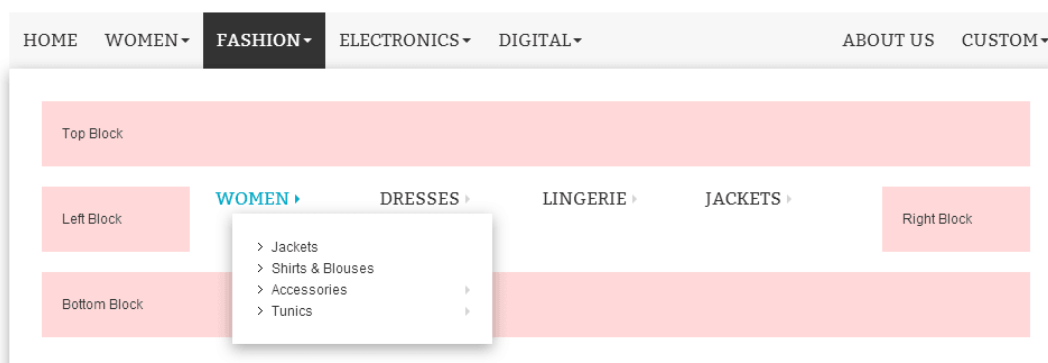 HOME WOMEN FASHION ELECTRONICS DIGITAL ABOUT US CUSTOM
Top Block
WOMEN DRESSES LINGERIE JACKETS
Left Block
Right Block
> Jackets
> Shirts & Blouses
> Accessories
> Tunics
Bottom Block